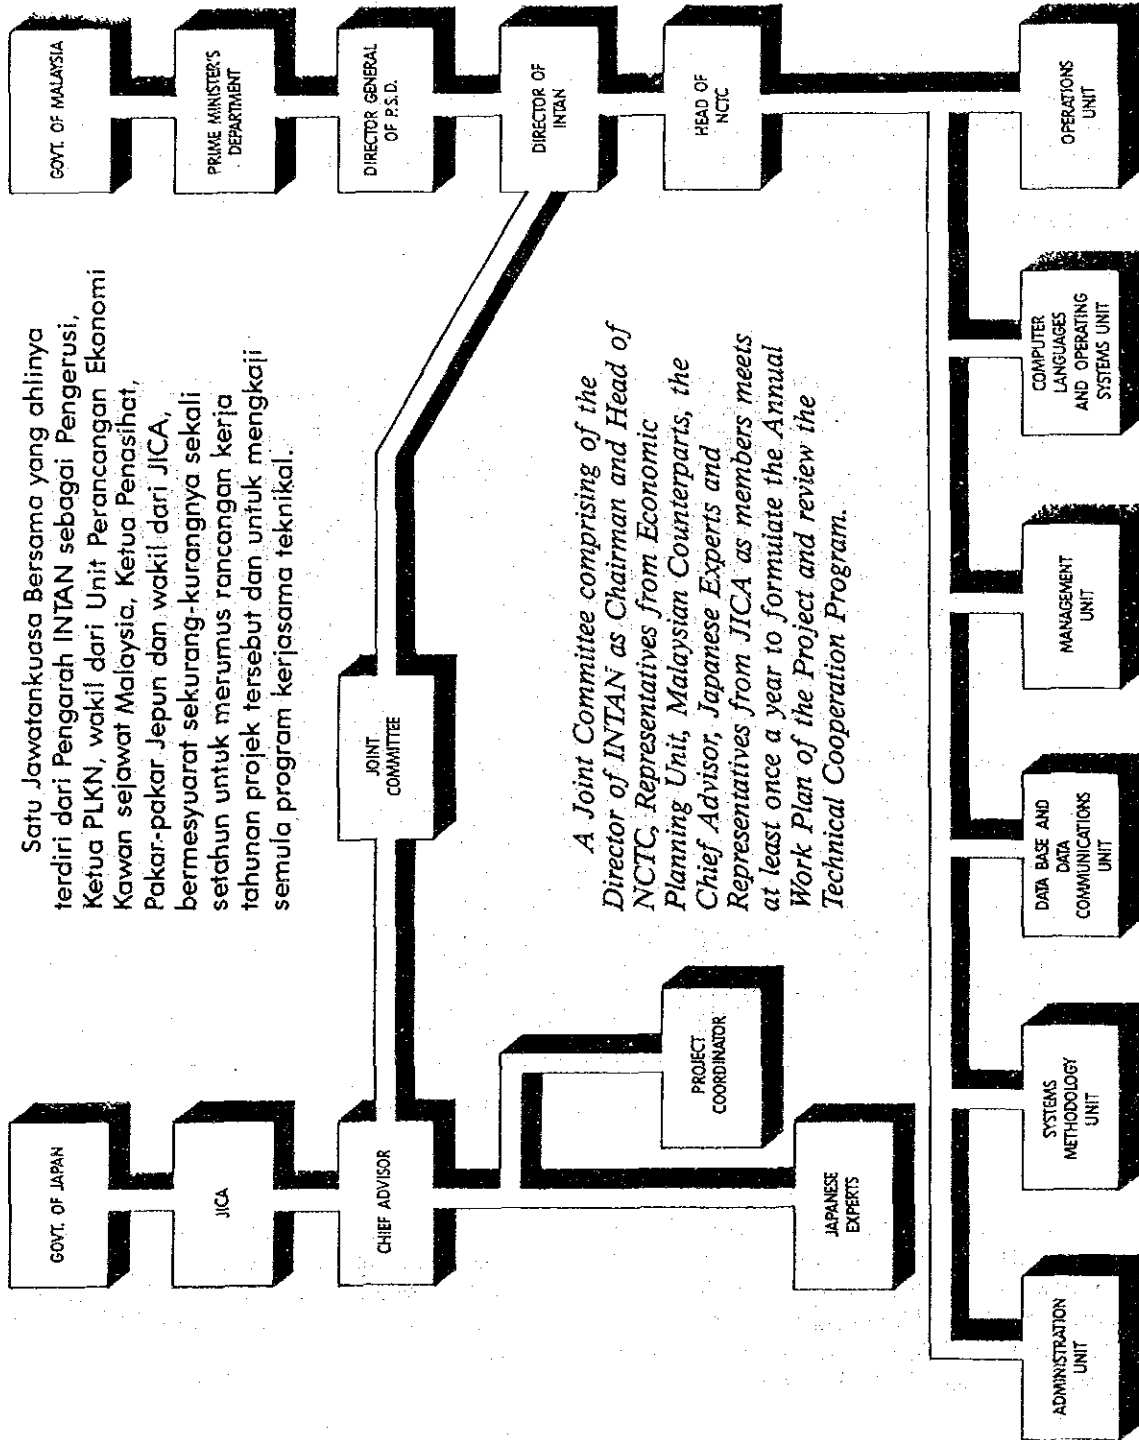 GOVT. OF JAPAN
Satu Jawatankuasa Bersama yang ahlinya
terdiri dari Pengarah INTAN sebagai Pengerusi,
Ketua PLKN, wakil dari Unit Perancangan Ekonomi
Kawan sejawat Malaysia, Ketua Penasihat,
Pakar-pakar Jepun dan wakil dari JICA,
bermesyuarat sekurang-kurangnya sekali
setahun untuk merumus rancangan kerja
tahunan projek tersebut dan untuk mengkaji
semula program kerjasama teknikal.
GOVT. OF MALAYSIA
JICA
PRIME MINISTER'S
DEPARTMENT
CHIEF ADVISOR
JOINT
COMMITTEE
DIRECTOR GENERAL
OF P.S.D.
DIRECTOR OF
INTAN
A Joint Committee comprising of the
Director of INTAN as Chairman and Head of
NCTC, Representatives from Economic
Planning Unit, Malaysian Counterparts, the
Chief Advisor, Japanese Experts and
Representatives from JICA as members meets
at least once a year to formulate the Annual
Work Plan of the Project and review the
Technical Cooperation Program.
PROJECT
COORDINATOR
HEAD OF
NCTC
JAPANESE
EXPERTS
ADMINISTRATION
UNIT
SYSTEMS
METHODOLOGY
UNIT
DATA BASE AND
DATA
COMMUNICATIONS
UNIT
MANAGEMENT
UNIT
COMPUTER
LANGUAGES
AND OPERATING
SYSTEMS UNIT
OPERATIONS
UNIT